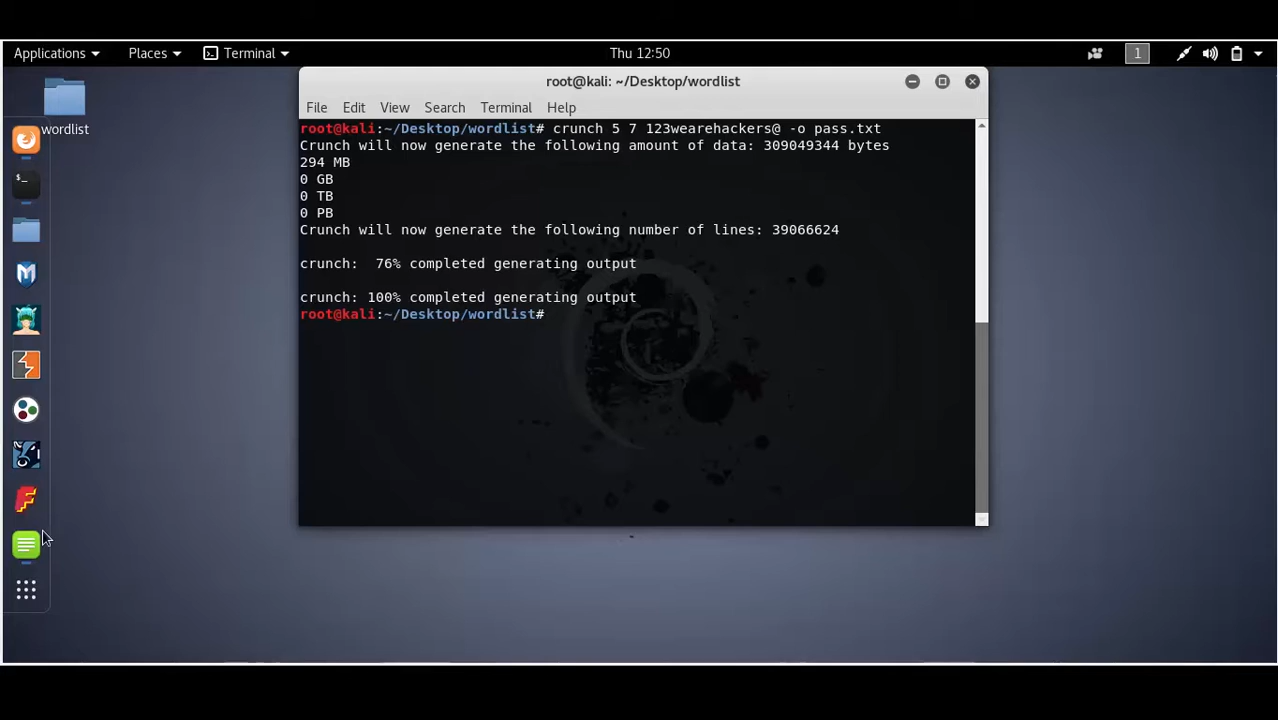 Applications Places Terminal Thu 12:50 1
wordlist
root@kali: ~/Desktop/wordlist
File Edit View Search Terminal Help
root@kali:~/Desktop/wordlist# crunch 5 7 123wearehackers@ -o pass.txt
Crunch will now generate the following amount of data: 309049344 bytes
294 MB
0 GB
0 TB
0 PB
Crunch will now generate the following number of lines: 39066624
crunch:  76% completed generating output
crunch: 100% completed generating output
root@kali:~/Desktop/wordlist#